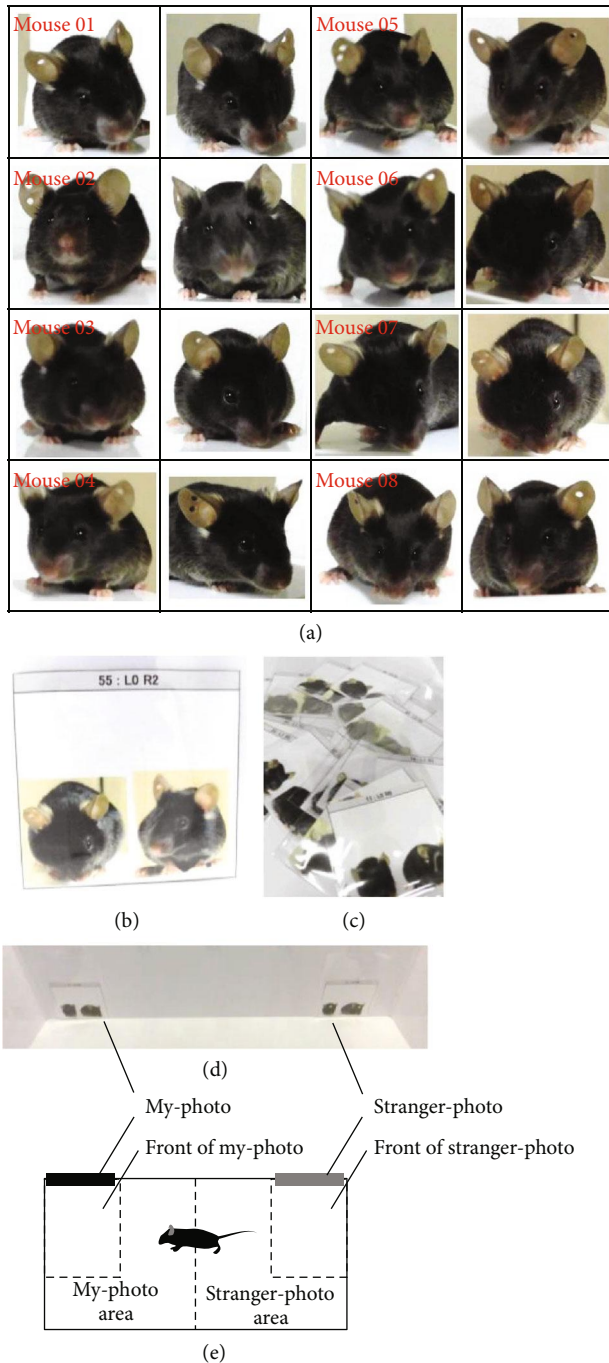 Mouse 01
Mouse 05
Mouse 02
Mouse 06
Mouse 03
Mouse 07
Mouse 04
Mouse 08
(a)
55 : L0 R2
(b)
(c)
(d)
My-photo
Stranger-photo
Front of my-photo
Front of stranger-photo
My-photo
area
Stranger-photo
area
(e)